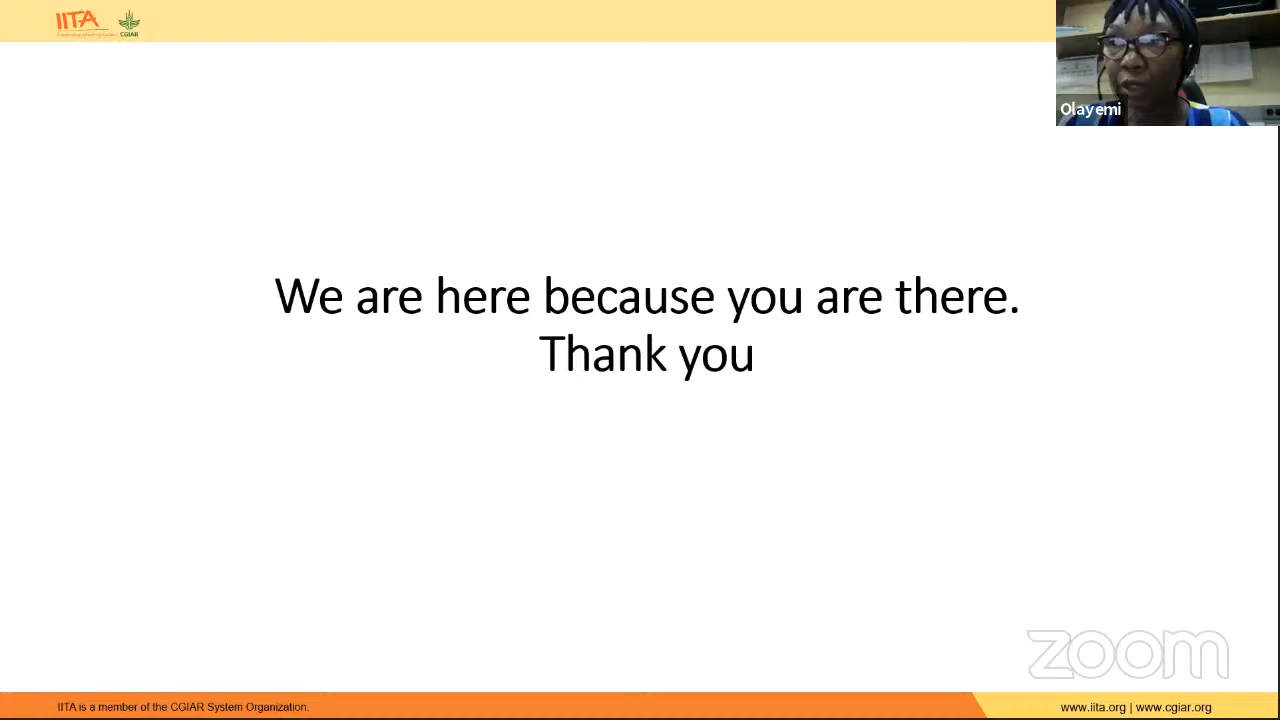 IITA
CGIAR
Olayemi
We are here because you are there.
Thank you
zoom
IITA is a member of the CGIAR System Organization.
www.iita.org | www.cgiar.org